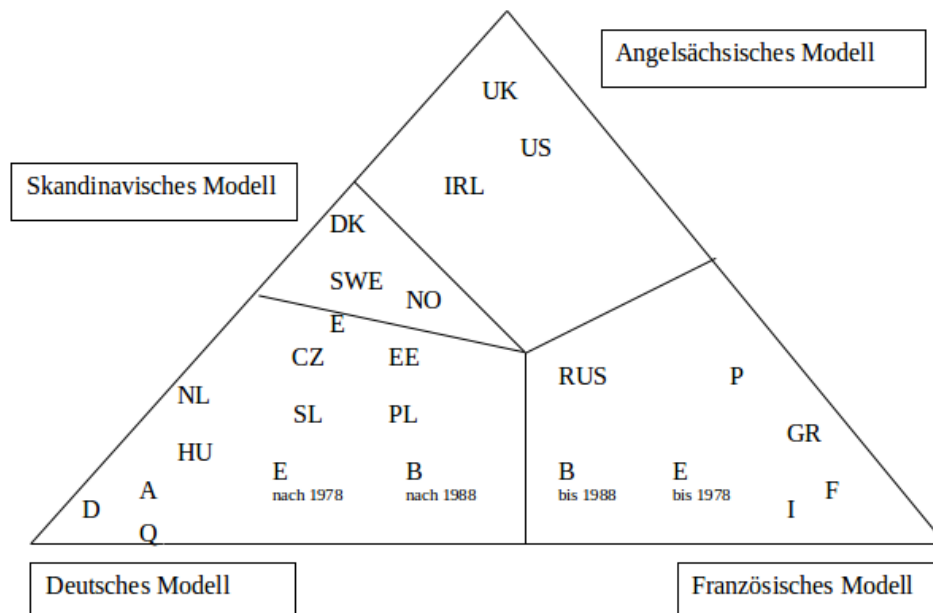 Angelsächsisches Modell
UK
US
Skandinavisches Modell
IRL
DK
SWE
NO
E
CZ EE
RUS P
NL
SL PL
GR
HU
E B B E
nach 1978 nach 1988 bis 1988 bis 1978
A F
D I
Q
Deutsches Modell Französisches Modell